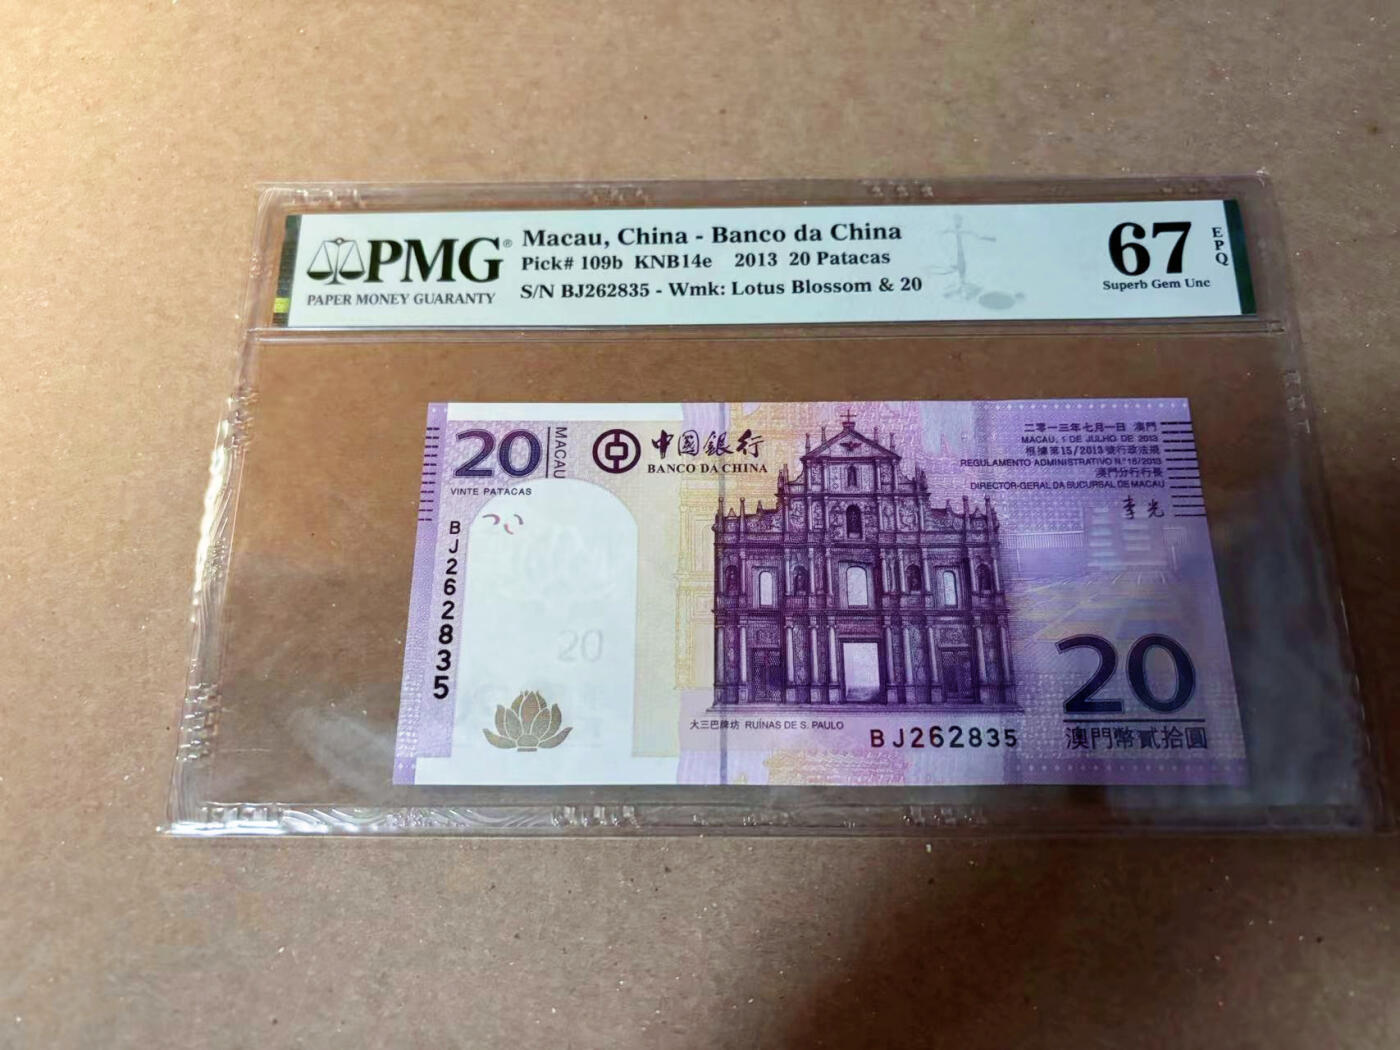 PMG®
PAPER MONEY GUARANTY
Macau, China - Banco da China
Pick# 109b KNB14e 2013 20 Patacas
S/N BJ262835 - Wmk: Lotus Blossom & 20
67
EPQ
Superb Gem Unc
20
MACAU
VINTE PATACAS
中國銀行
BANCO DA CHINA
二零一三年七月一日 澳門
MACAU, 1 DE JULHO DE 2013
根據第15/2013號行政法規
REGULAMENTO ADMINISTRATIVO N.º 15/2013
澳門分行行長
DIRECTOR-GERAL DA SUCURSAL DE MACAU
李光
BJ262835
20
20
大三巴牌坊 RUÍNAS DE S. PAULO
BJ262835
20
澳門幣貳拾圓